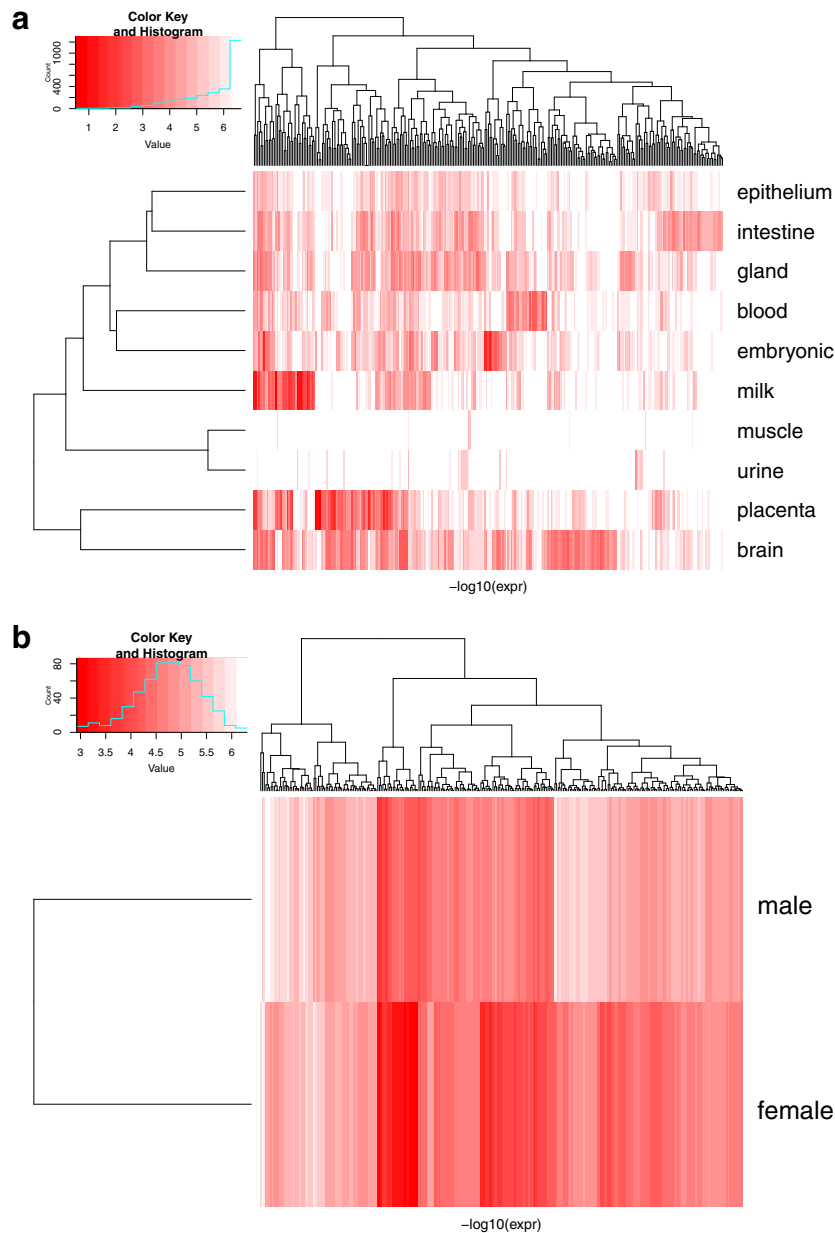 a
Color Key
and Histogram
Count
0 400 1000
1 2 3 4 5 6
Value
epithelium
intestine
gland
blood
embryonic
milk
muscle
urine
placenta
brain
−log10(expr)
b
Color Key
and Histogram
Count
0 40 80
3 3.5 4 4.5 5 5.5 6
Value
male
female
−log10(expr)